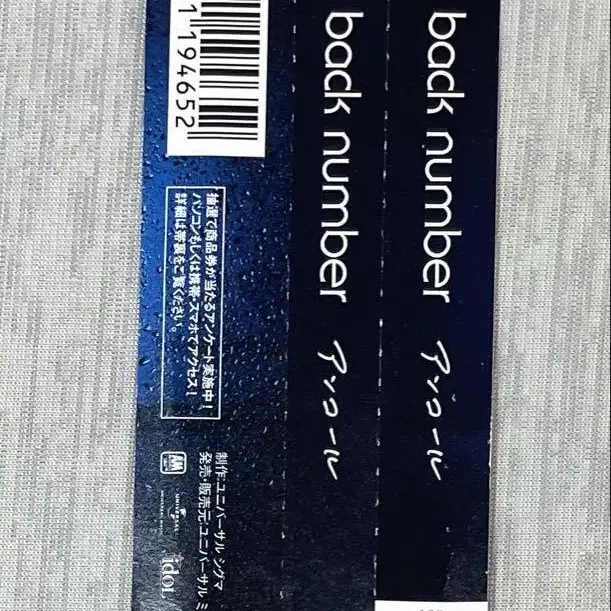 back number アンコール
back number アンコール
1194652
抽選で商品券が当たるアンケート実施中!
パソコンもしくは携帯・スマホでアクセス!
詳細は帯裏をご覧ください。
制作:ユニバーサル シグマ
発売・販売元:ユニバーサル ミ
A&M
UNIVERSAL
UNIVERSAL MUSIC
idol